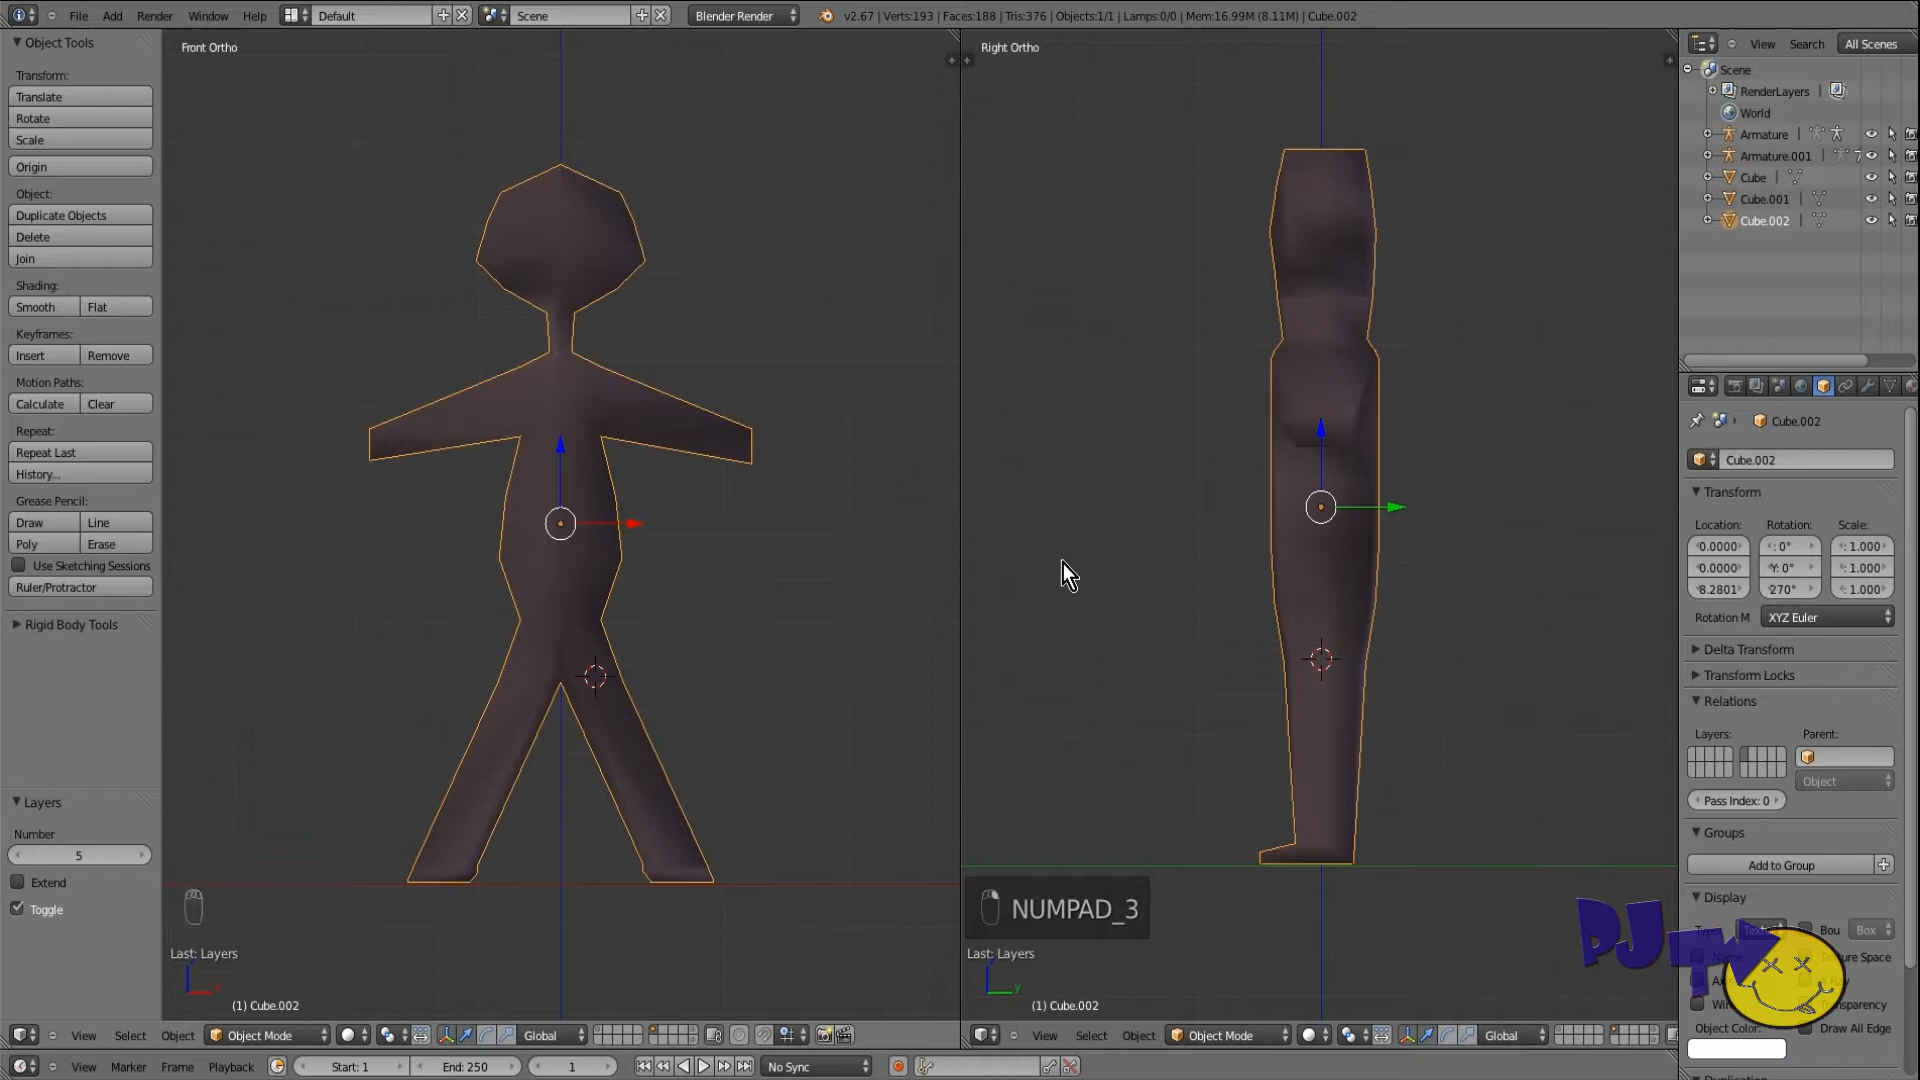 File Add Render Window Help Default Scene Blender Render v2.67 | Verts:193 | Faces:188 | Tris:376 | Objects:1/1 | Lamps:0/0 | Mem:16.99M (8.11M) | Cube.002
Object Tools
Transform:
Translate
Rotate
Scale
Origin
Object:
Duplicate Objects
Delete
Join
Shading:
Smooth Flat
Keyframes:
Insert Remove
Motion Paths:
Calculate Clear
Repeat:
Repeat Last
History...
Grease Pencil:
Draw Line
Poly Erase
Use Sketching Sessions
Ruler/Protractor
Rigid Body Tools
Layers
Number
5
Extend
Toggle
Front Ortho
Last: Layers
x
(1) Cube.002
Right Ortho
NUMPAD_3
Last: Layers
y
(1) Cube.002
View Search All Scenes
Scene
RenderLayers
World
Armature
Armature.001
Cube
Cube.001
Cube.002
Cube.002
Cube.002
Transform
Location: Rotation: Scale:
0.0000 : 0° : 1.000
0.0000 Y: 0° : 1.000
8.2801 270° : 1.000
Rotation M XYZ Euler
Delta Transform
Transform Locks
Relations
Layers: Parent:
Object
Pass Index: 0
Groups
Add to Group
Display
Bou Box
Object Color: Draw All Edge
PJTV
View Select Object Object Mode Global
View Select Object Object Mode Global
View Marker Frame Playback Start: 1 End: 250 1 No Sync